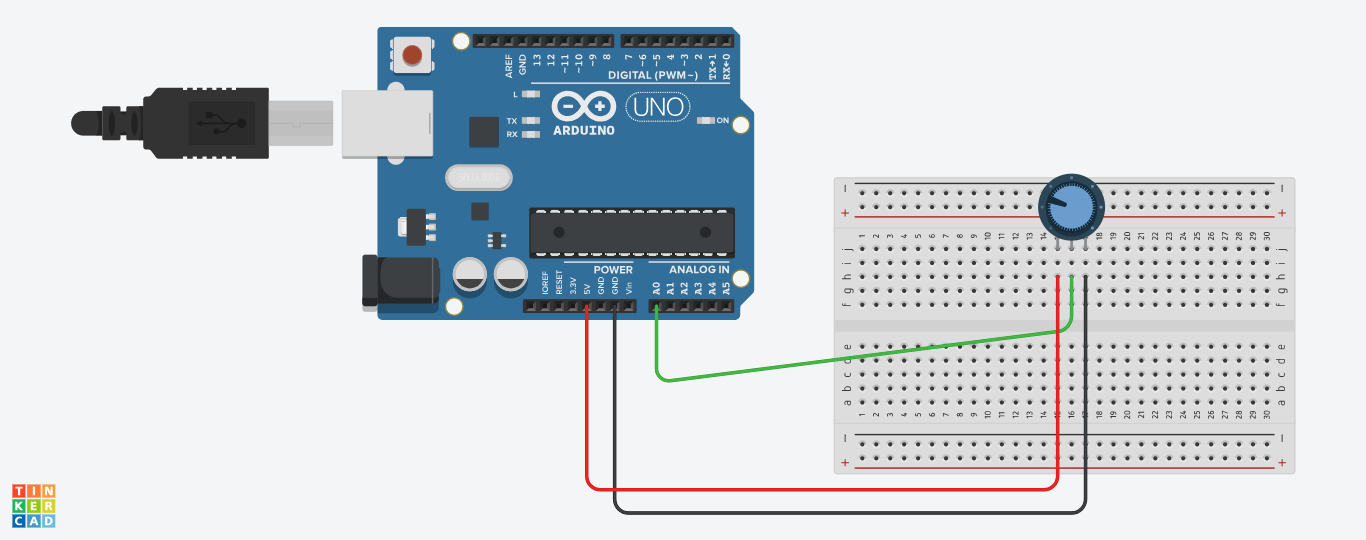 AREF
GND
13
12
~11
~10
~9
8
7
~6
~5
4
~3
2
TX→1
RX←0
DIGITAL (PWM~)
L
TX
RX
ARDUINO
UNO
ON
POWER
ANALOG IN
IOREF
RESET
3.3V
5V
GND
GND
Vin
A0
A1
A2
A3
A4
A5
− −
+ +
1 2 3 4 5 6 7 8 9 10 11 12 13 14 18 19 20 21 22 23 24 25 26 27 28 29 30
j j
i i
h h
g g
f f
e e
d d
c c
b b
a a
1 2 3 4 5 6 7 8 9 10 11 12 13 14 15 16 17 18 19 20 21 22 23 24 25 26 27 28 29 30
− −
+ +
TIN
KER
CAD